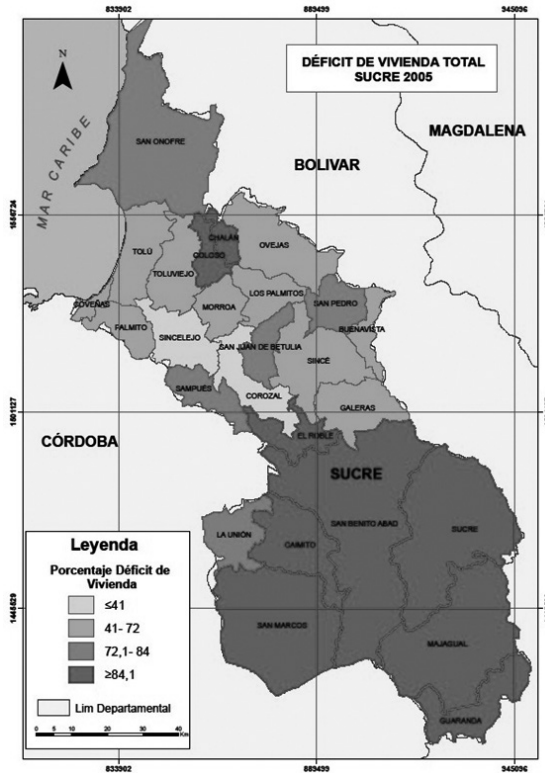 833902 889499 945096
N
DÉFICIT DE VIVIENDA TOTAL
SUCRE 2005
MAGDALENA
BOLIVAR
MAR CARIBE
SAN ONOFRE
CHALÁN
COLOSO
OVEJAS
TOLÚ
TOLUVIEJO
LOS PALMITOS
SAN PEDRO
MORROA
COVEÑAS
BUENAVISTA
PALMITO
SINCELEJO
SAN JUAN DE BETULIA
SINCÉ
SAMPUÉS
COROZAL
GALERAS
CÓRDOBA
EL ROBLE
SUCRE
SAN BENITO ABAD
SUCRE
LA UNIÓN
CAIMITO
SAN MARCOS
MAJAGUAL
GUARANDA
Leyenda
Porcentaje Déficit de
Vivienda
≤41
41- 72
72,1- 84
≥84,1
Lim Departamental
0 5 10 20 30 40
Km
833902 889499 945096